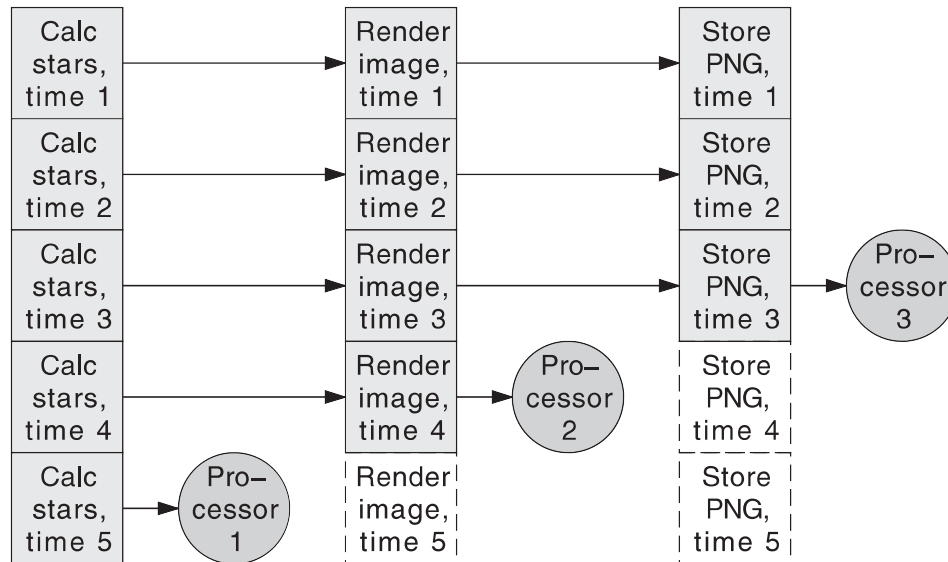 Calc
stars,
time 1
Render
image,
time 1
Store
PNG,
time 1
Calc
stars,
time 2
Render
image,
time 2
Store
PNG,
time 2
Calc
stars,
time 3
Render
image,
time 3
Store
PNG,
time 3
Pro–
cessor
3
Calc
stars,
time 4
Render
image,
time 4
Pro–
cessor
2
Store
PNG,
time 4
Calc
stars,
time 5
Pro–
cessor
1
Render
image,
time 5
Store
PNG,
time 5